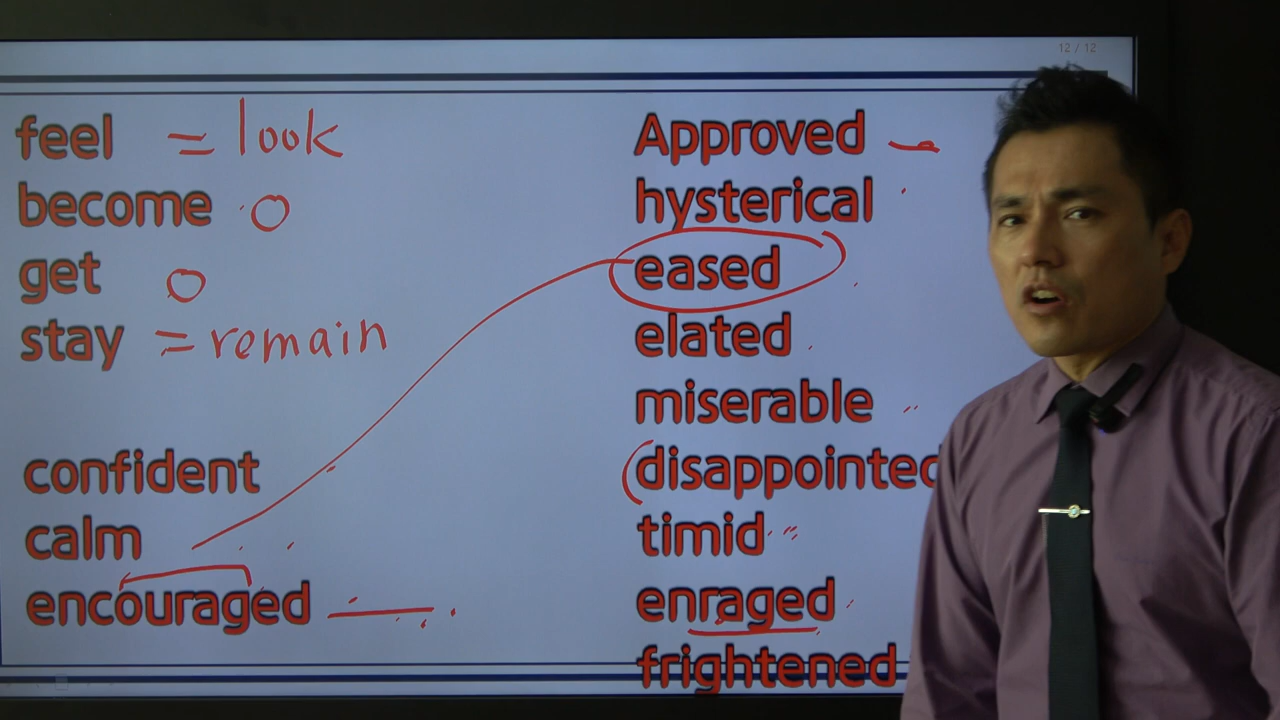 12 / 12
feel = look
become
get
stay = remain
confident
calm
encouraged
Approved
hysterical
eased
elated
miserable
disappointed
timid
enraged
frightened